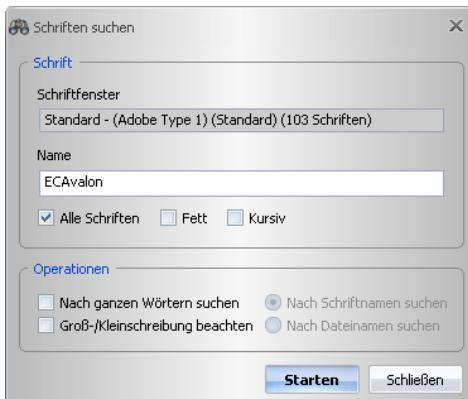 Schriften suchen
Schrift
Schriftfenster
Standard - (Adobe Type 1) (Standard) (103 Schriften)
Name
ECAvalon
Alle Schriften Fett Kursiv
Operationen
Nach ganzen Wörtern suchen Nach Schriftnamen suchen
Groß-/Kleinschreibung beachten Nach Dateinamen suchen
Starten Schließen